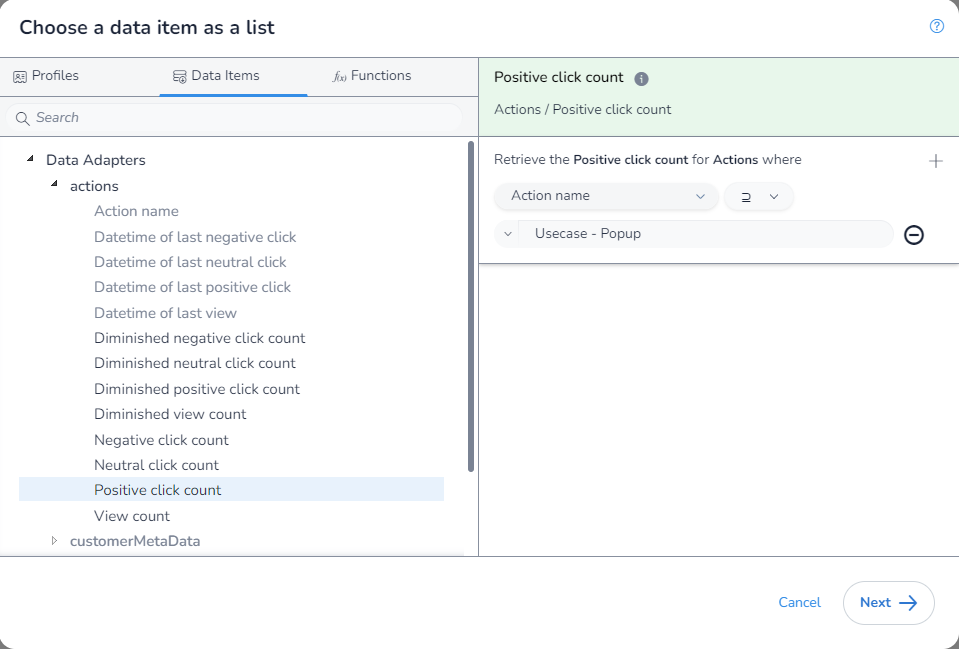 Choose a data item as a list
?
Profiles
Data Items
f(x) Functions
Search
Data Adapters
actions
Action name
Datetime of last negative click
Datetime of last neutral click
Datetime of last positive click
Datetime of last view
Diminished negative click count
Diminished neutral click count
Diminished positive click count
Diminished view count
Negative click count
Neutral click count
Positive click count
View count
customerMetaData
Positive click count i
Actions / Positive click count
Retrieve the Positive click count for Actions where
Action name
⊇
Usecase - Popup
Cancel
Next